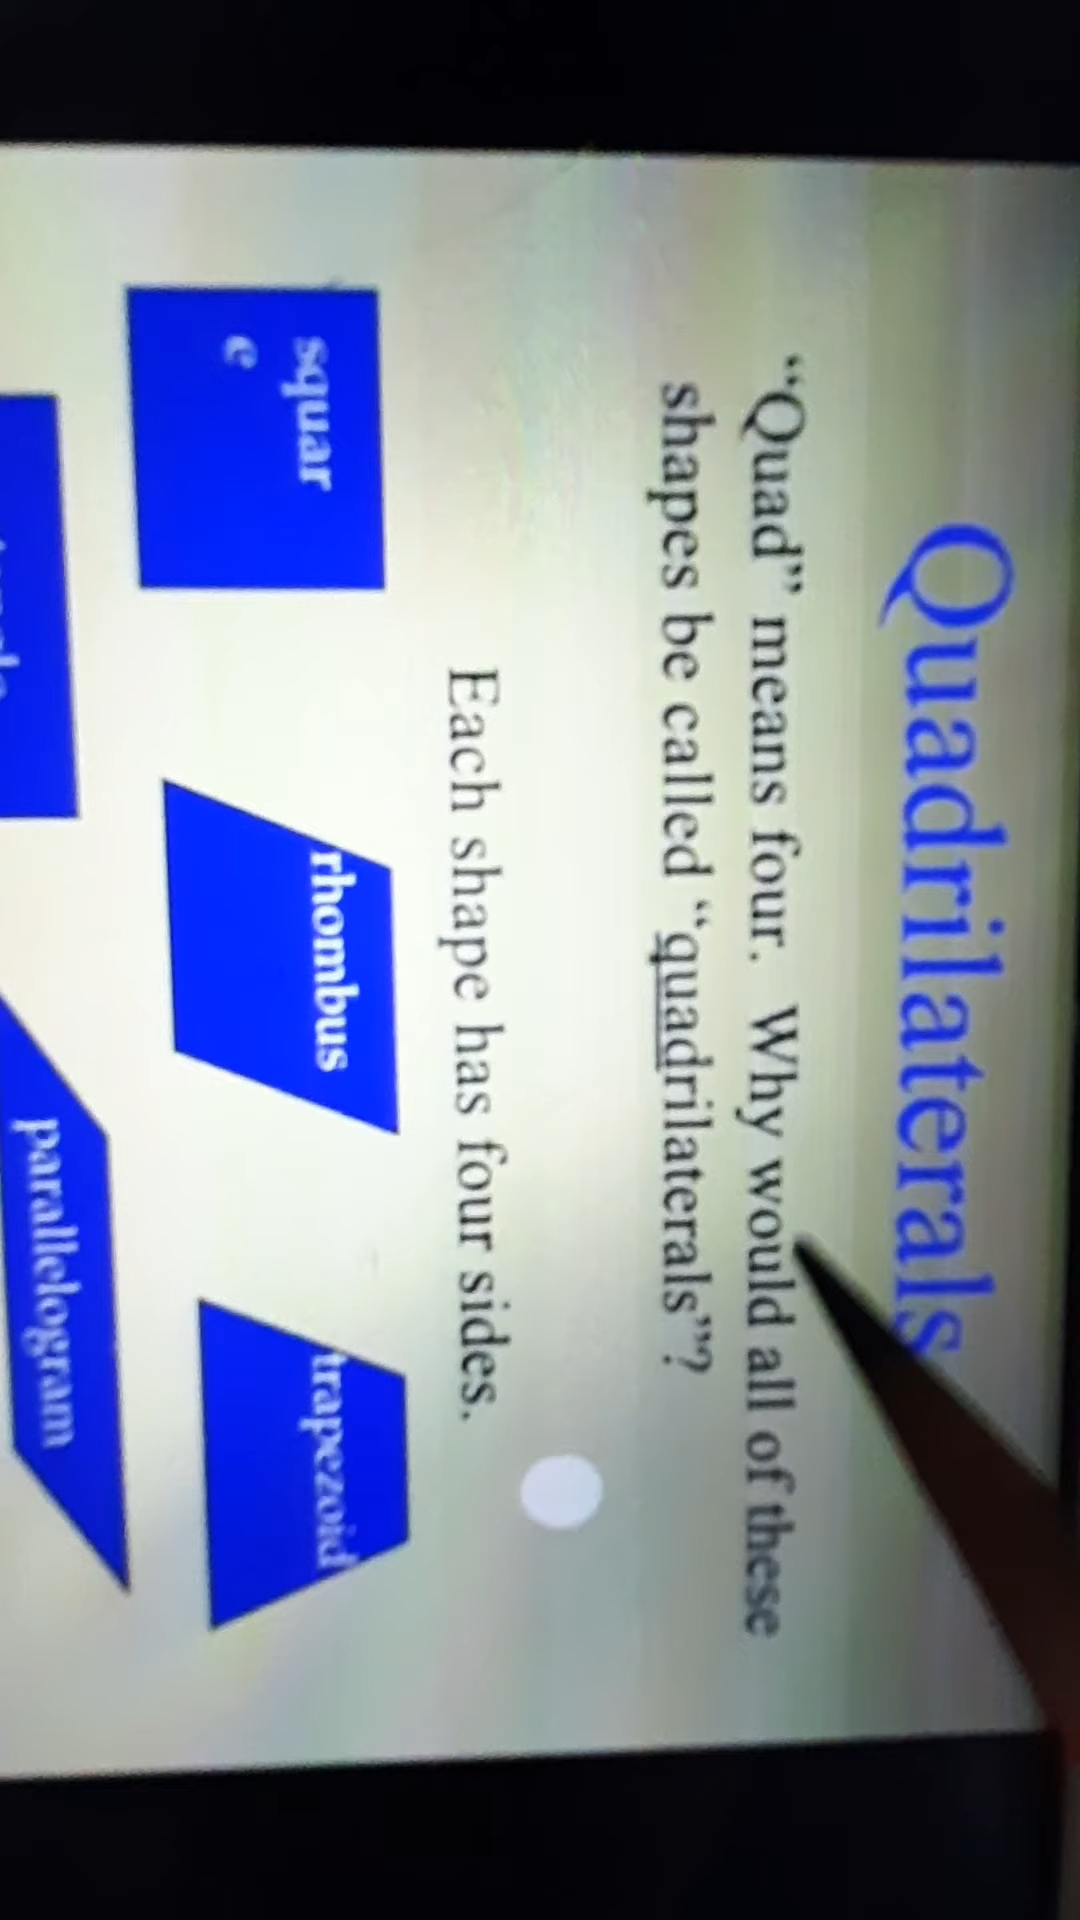 Quadrilaterals
“Quad” means four. Why would all of these
shapes be called “quadrilaterals”?
Each shape has four sides.
squar
e
rhombus
trapezoid
parallelogram